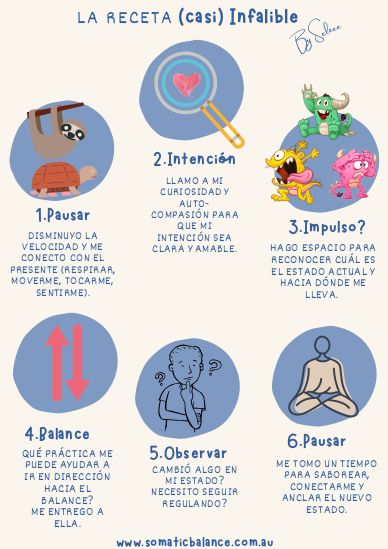 LA RECETA (casi) Infalible
By Selene
1.Pausar
DISMINUYO LA
VELOCIDAD Y ME
CONECTO CON EL
PRESENTE (RESPIRAR,
MOVERME, TOCARME,
SENTIRME).
2.Intención
LLAMO A MI
CURIOSIDAD Y
AUTO-
COMPASIÓN PARA
QUE MI
INTENCIÓN SEA
CLARA Y AMABLE.
3.Impulso?
HAGO ESPACIO PARA
RECONOCER CUÁL ES
EL ESTADO ACTUAL Y
HACIA DÓNDE ME
LLEVA.
4.Balance
QUÉ PRÁCTICA ME
PUEDE AYUDAR A
IR EN DIRECCIÓN
HACIA EL
BALANCE?
ME ENTREGO A
ELLA.
5.Observar
CAMBIÓ ALGO EN
MI ESTADO?
NECESITO SEGUIR
REGULANDO?
? ?
6.Pausar
ME TOMO UN TIEMPO
PARA SABOREAR,
CONECTARME Y
ANCLAR EL NUEVO
ESTADO.
www.somaticbalance.com.au